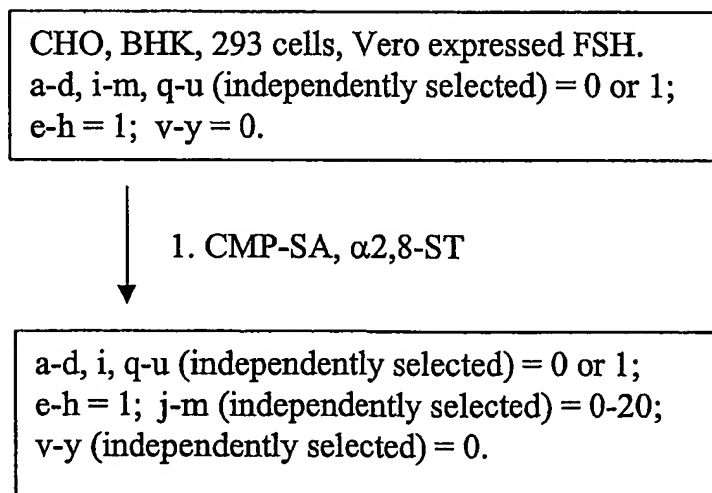 CHO, BHK, 293 cells, Vero expressed FSH.
a-d, i-m, q-u (independently selected) = 0 or 1;
e-h = 1; v-y = 0.
1. CMP-SA, α2,8-ST
a-d, i, q-u (independently selected) = 0 or 1;
e-h = 1; j-m (independently selected) = 0-20;
v-y (independently selected) = 0.